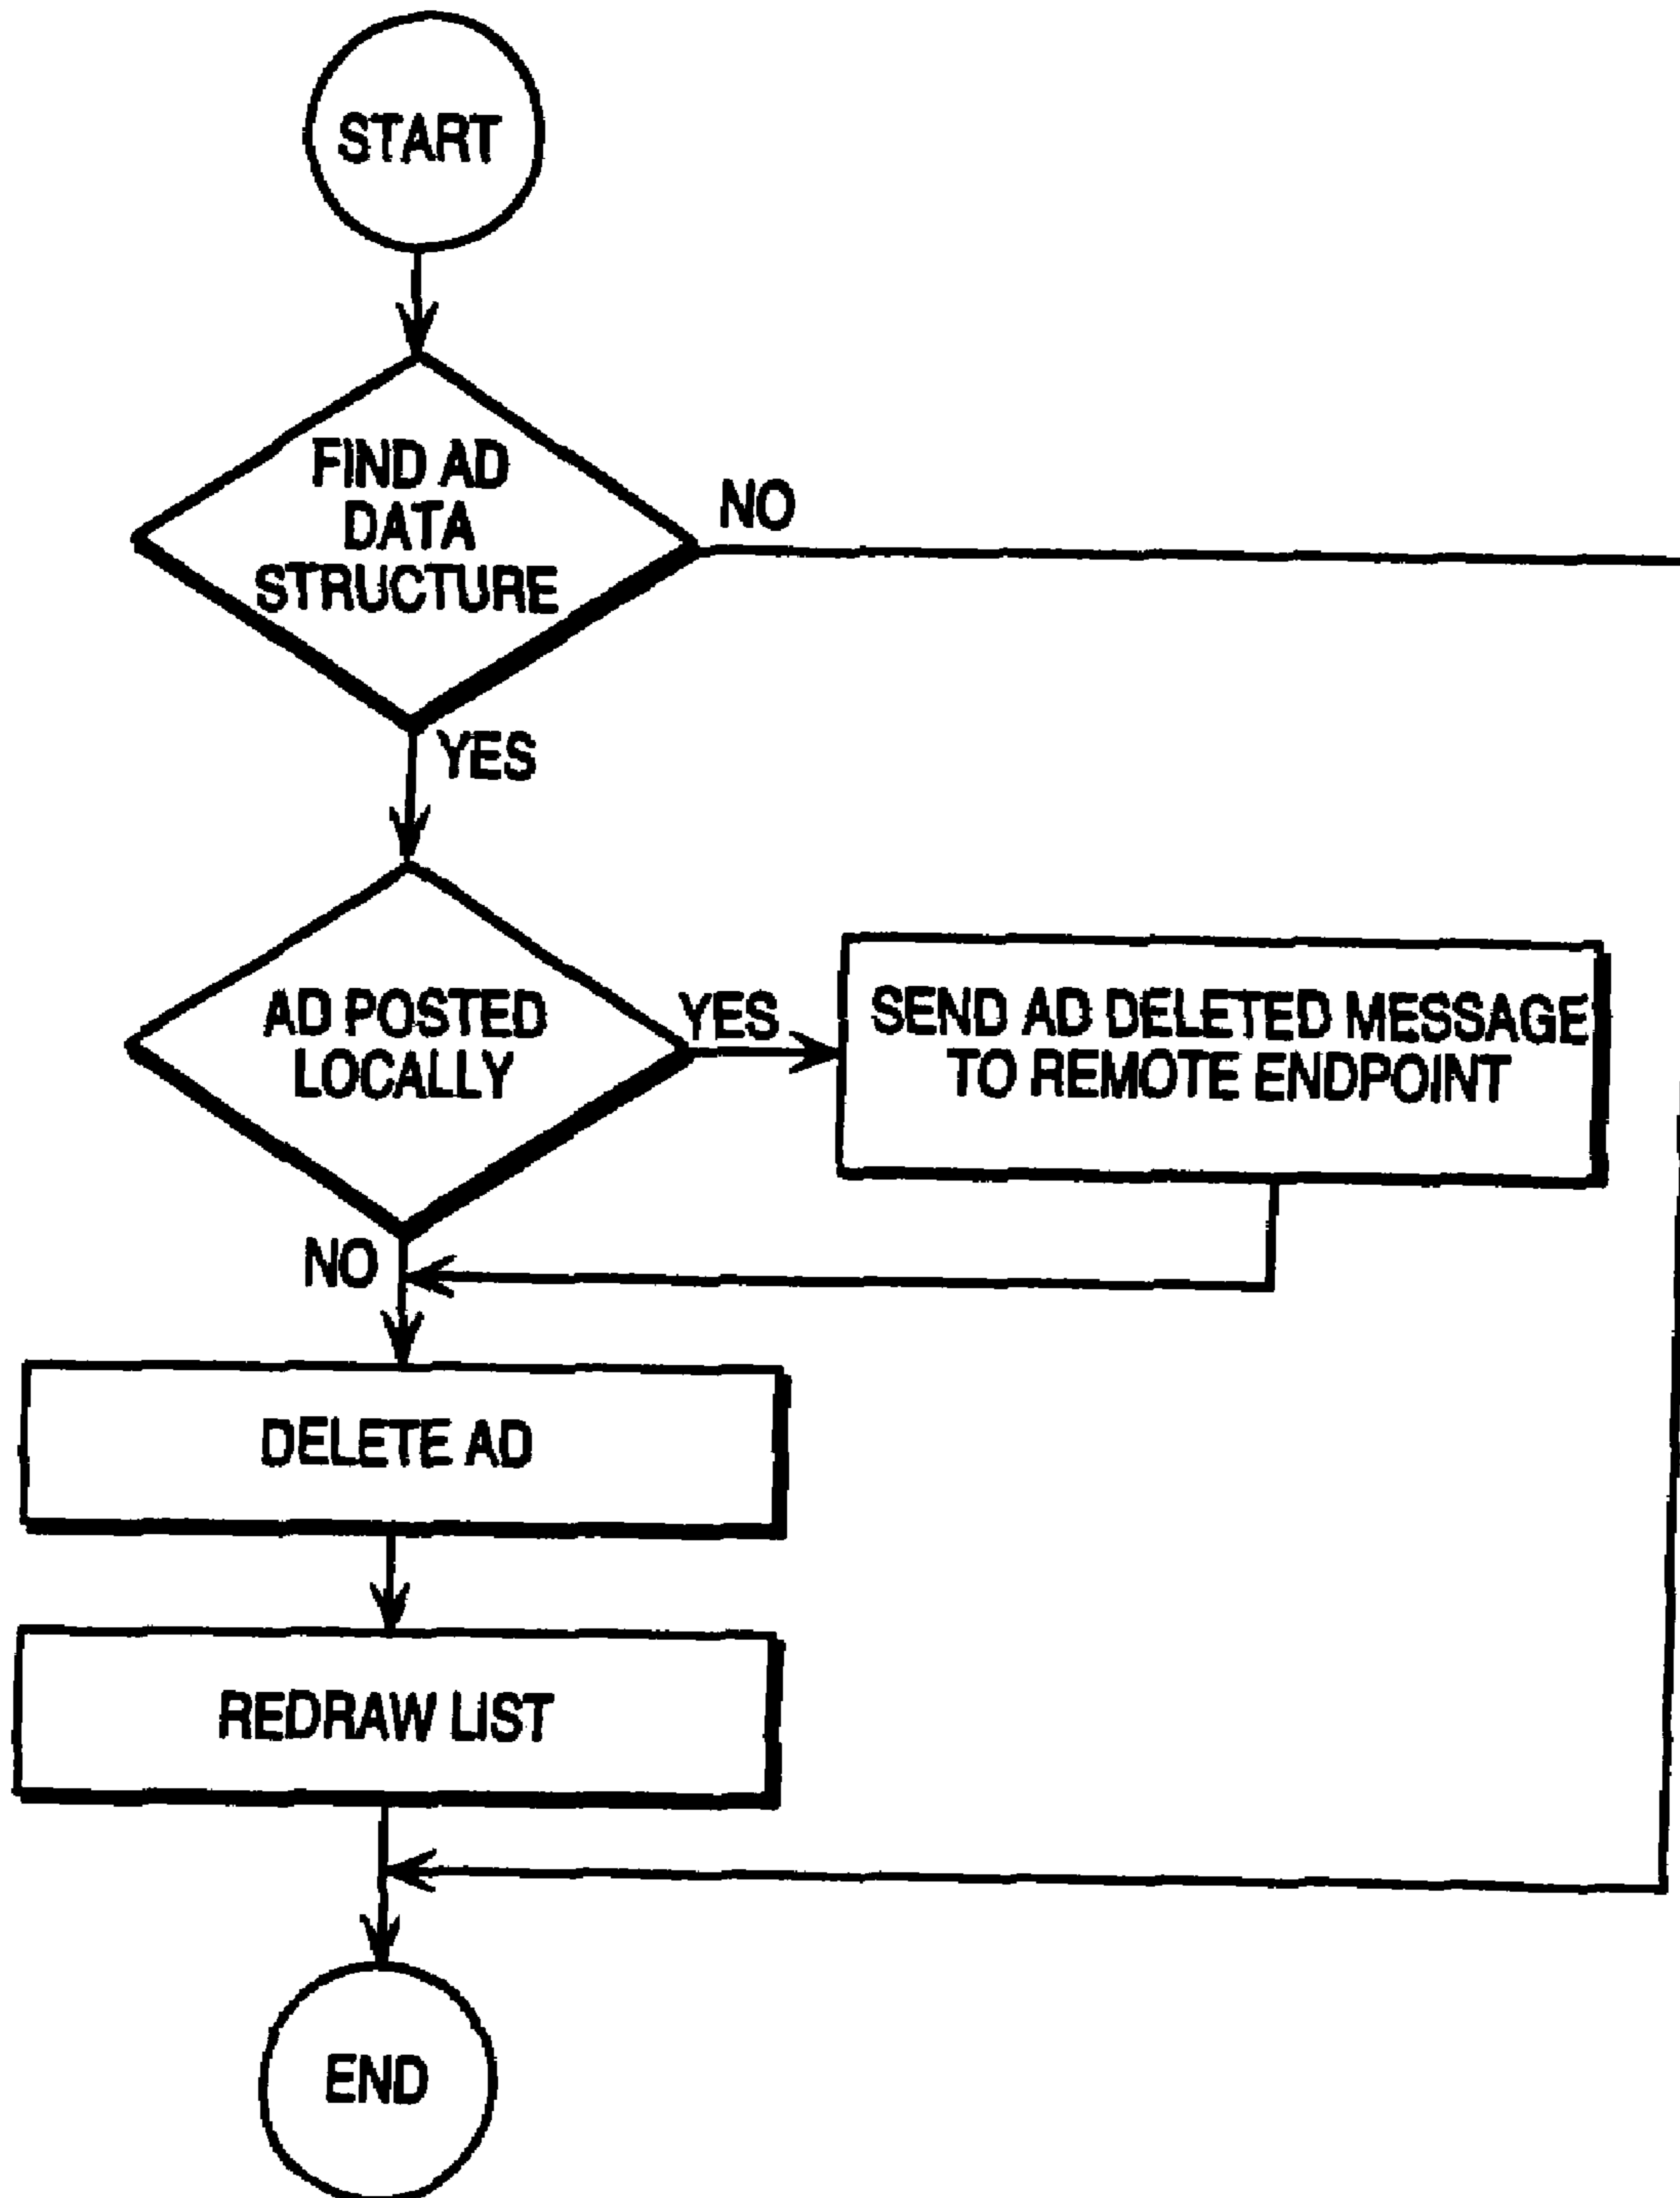 START
FIND AD
DATA
STRUCTURE
NO
YES
AD POSTED
LOCALLY
YES
SEND AD DELETED MESSAGE
TO REMOTE ENDPOINT
NO
DELETE AD
REDRAW LIST
END